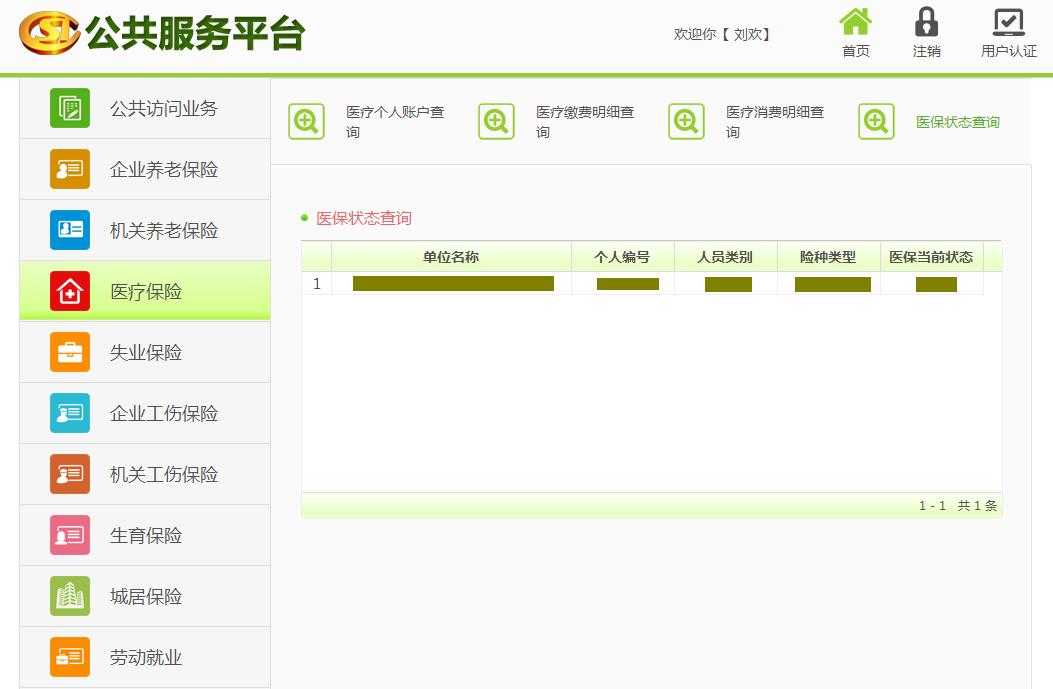 SI 公共服务平台
欢迎你【 刘欢】
首页
注销
用户认证
公共访问业务
企业养老保险
机关养老保险
医疗保险
失业保险
企业工伤保险
机关工伤保险
生育保险
城居保险
劳动就业
医疗个人账户查
询
医疗缴费明细查
询
医疗消费明细查
询
医保状态查询
医保状态查询
单位名称 个人编号 人员类别 险种类型 医保当前状态
1
1 - 1 共 1 条